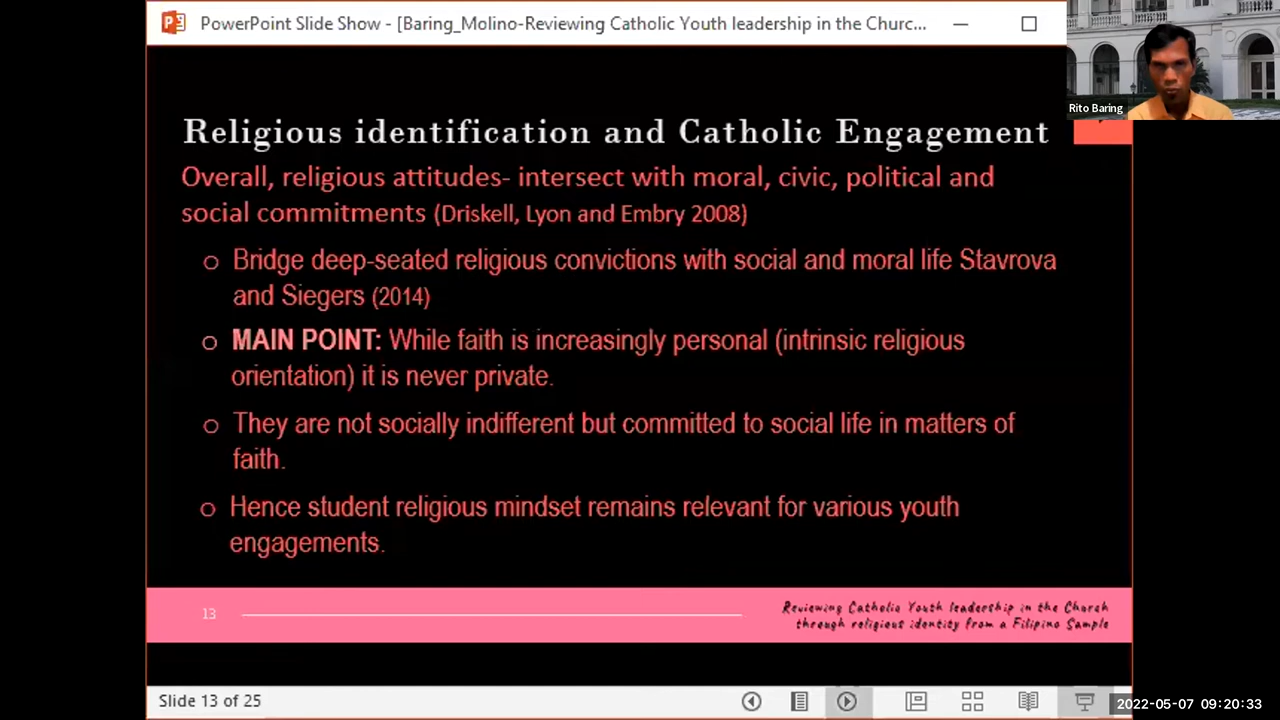 PowerPoint Slide Show - [Baring_Molino-Reviewing Catholic Youth leadership in the Churc...
Rito Baring
Religious identification and Catholic Engagement
Overall, religious attitudes- intersect with moral, civic, political and
social commitments (Driskell, Lyon and Embry 2008)
o Bridge deep-seated religious convictions with social and moral life Stavrova
and Siegers (2014)
o MAIN POINT: While faith is increasingly personal (intrinsic religious
orientation) it is never private.
o They are not socially indifferent but committed to social life in matters of
faith.
o Hence student religious mindset remains relevant for various youth
engagements.
13
Reviewing Catholic Youth leadership in the Church
through religious identity from a Filipino Sample
Slide 13 of 25
2022-05-07 09:20:33